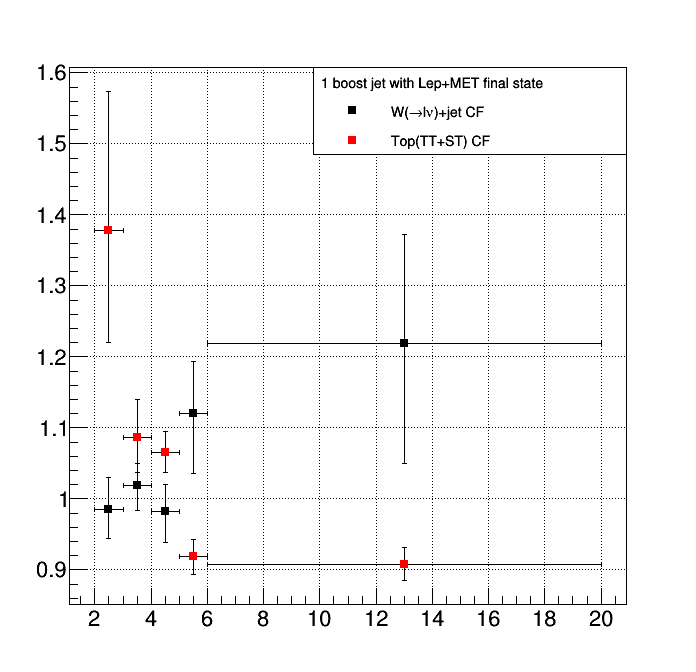 1 boost jet with Lep+MET final state
W(→lν)+jet CF
Top(TT+ST) CF
1.6
1.5
1.4
1.3
1.2
1.1
1
0.9
2 4 6 8 10 12 14 16 18 20